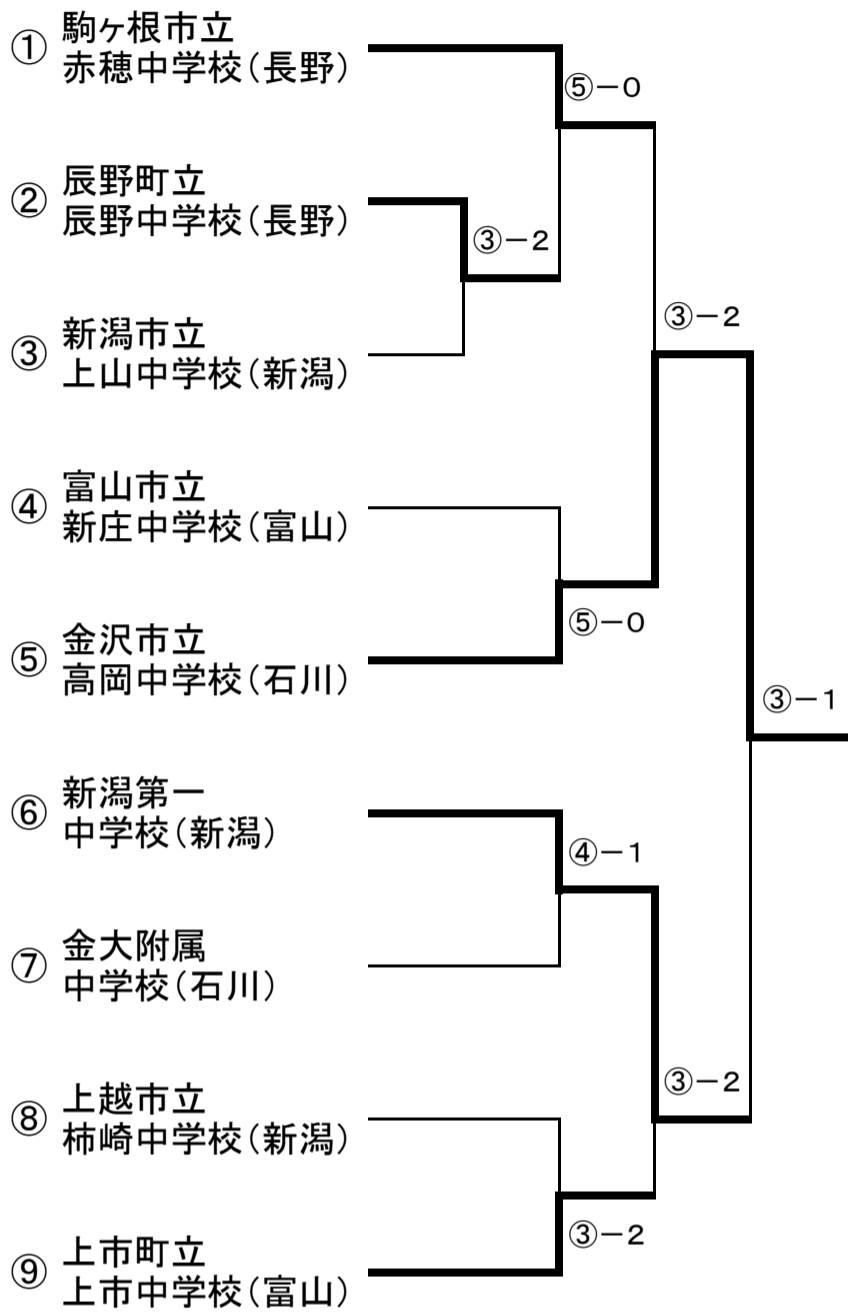 ① 駒ヶ根市立
赤穂中学校(長野)
⑤－0
② 辰野町立
辰野中学校(長野)
③－2
③ 新潟市立
上山中学校(新潟)
③－2
④ 富山市立
新庄中学校(富山)
⑤－0
⑤ 金沢市立
高岡中学校(石川)
③－1
⑥ 新潟第一
中学校(新潟)
④－1
⑦ 金大附属
中学校(石川)
③－2
⑧ 上越市立
柿崎中学校(新潟)
③－2
⑨ 上市町立
上市中学校(富山)